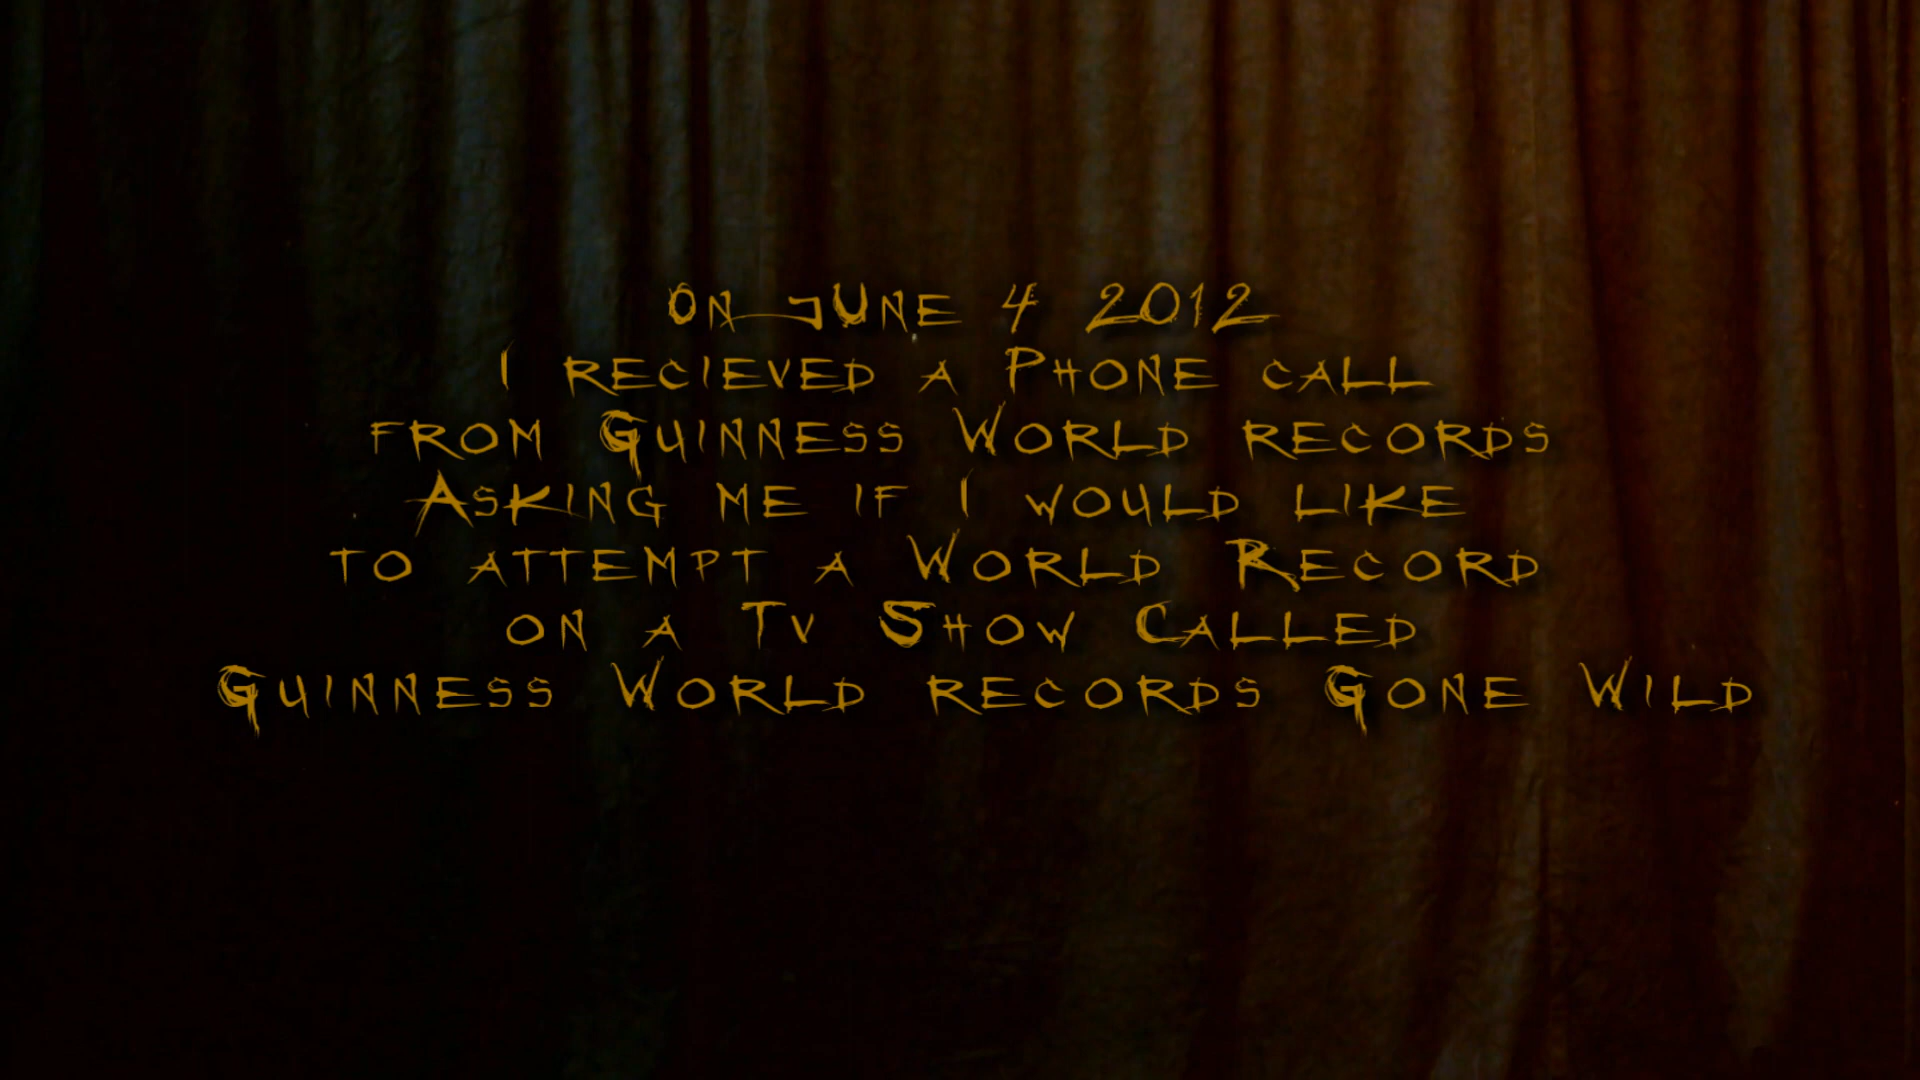 On June 4 2012
I recieved a Phone call
from Guinness World records
Asking me if I would like
to attempt a World Record
on a Tv Show Called
Guinness World records Gone Wild